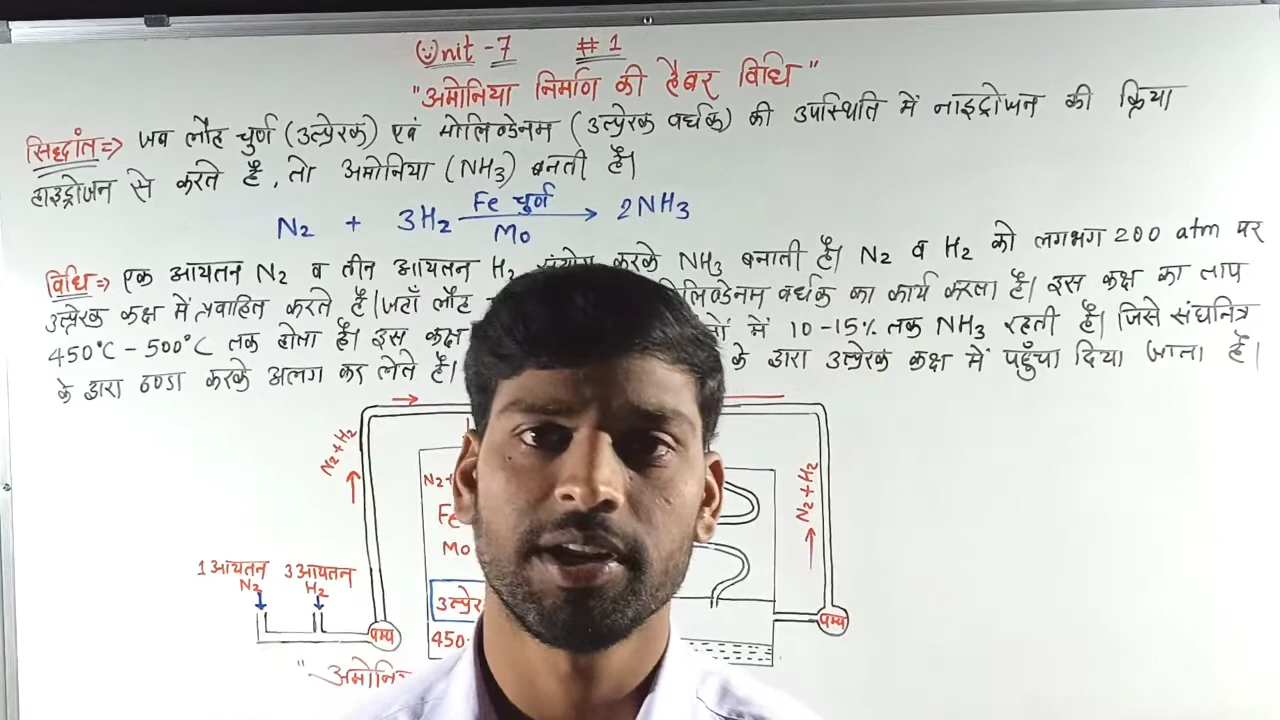 Unit - 7 # 1
"अमोनिया निर्माण की हैबर विधि"
सिद्धांत=> जब लौह चुर्ण (उत्प्रेरक) एवं मोलिब्डेनम (उत्प्रेरक वर्धक) की उपस्थिति में नाइट्रोजन की क्रिया
हाइड्रोजन से करते हैं, तो अमोनिया (NH3) बनती है।
N2 + 3H2 Fe चुर्ण Mo → 2NH3
विधि=> एक आयतन N2 व तीन आयतन H2 संयोग करके NH3 बनाती है। N2 व H2 को लगभग 200 atm पर
उत्प्रेरक कक्ष में प्रवाहित करते हैं। जहाँ लौह वर्धक का कार्य करता है। इस कक्ष का ताप
450°C - 500°C तक होता है। इस कक्ष में 10-15% तक NH3 रहती है। जिसे संघनित्र
के द्वारा ठण्डा करके अलग कर लेते हैं। के द्वारा उत्प्रेरक कक्ष में पहुँचा दिया जाता है।
N2+H2
N2+H2
N2+
Fe
Mo
1 आयतन N2
3 आयतन H2
450
पम्प
पम्प